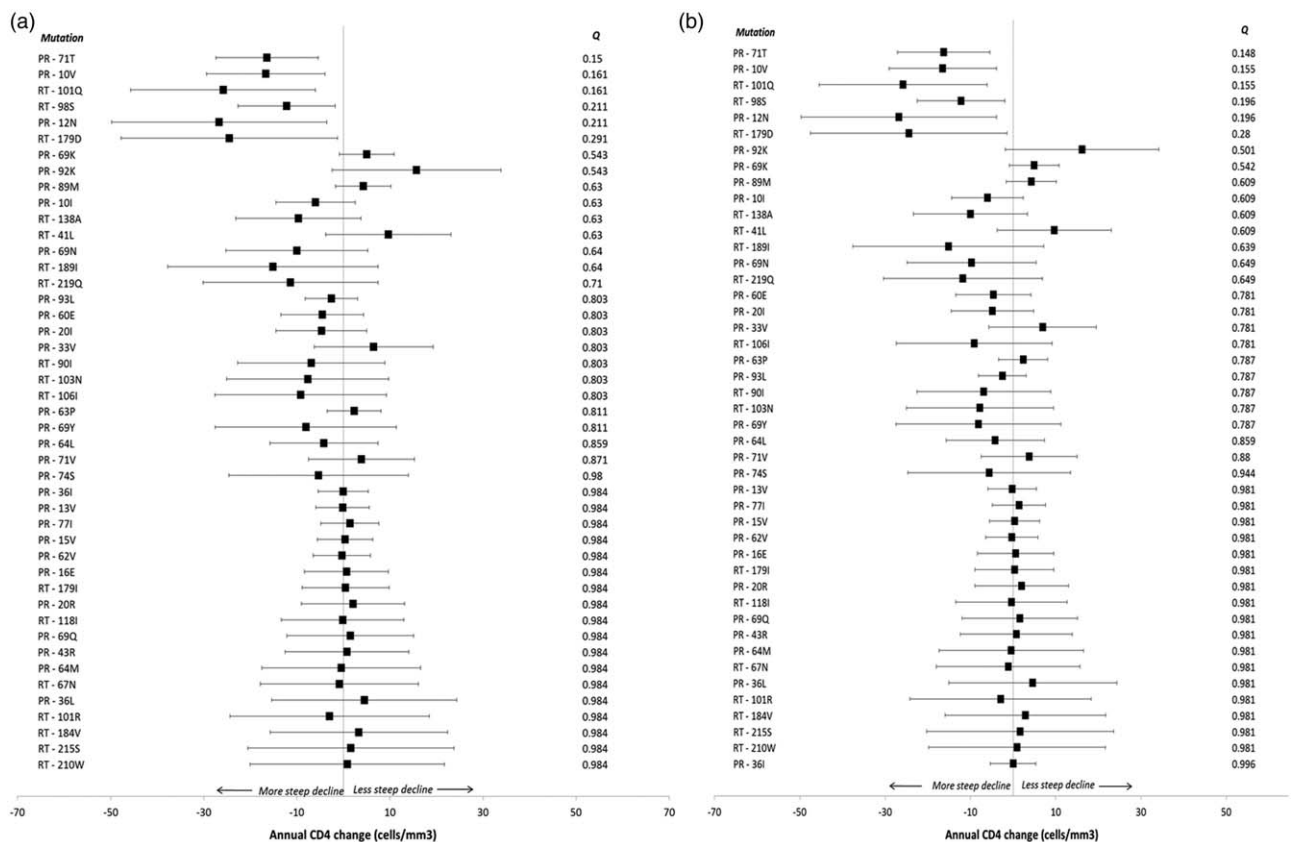 (a)
Mutation Q
PR - 71T 0.15
PR - 10V 0.161
RT - 101Q 0.161
RT - 98S 0.211
PR - 12N 0.211
RT - 179D 0.291
PR - 69K 0.543
PR - 92K 0.543
PR - 89M 0.63
PR - 10I 0.63
RT - 138A 0.63
RT - 41L 0.63
PR - 69N 0.64
RT - 189I 0.64
RT - 219Q 0.71
PR - 93L 0.803
PR - 60E 0.803
PR - 20I 0.803
PR - 33V 0.803
RT - 90I 0.803
RT - 103N 0.803
RT - 106I 0.803
PR - 63P 0.811
PR - 69Y 0.811
PR - 64L 0.859
PR - 71V 0.871
PR - 74S 0.98
PR - 36I 0.984
PR - 13V 0.984
PR - 77I 0.984
PR - 15V 0.984
PR - 62V 0.984
PR - 16E 0.984
RT - 179I 0.984
PR - 20R 0.984
RT - 118I 0.984
PR - 69Q 0.984
PR - 43R 0.984
PR - 64M 0.984
RT - 67N 0.984
PR - 36L 0.984
RT - 101R 0.984
RT - 184V 0.984
RT - 215S 0.984
RT - 210W 0.984
More steep decline Less steep decline
-70 -50 -30 -10 10 30 50
Annual CD4 change (cells/mm3)
(b)
Mutation Q
PR - 71T 0.148
PR - 10V 0.155
RT - 101Q 0.155
RT - 98S 0.196
PR - 12N 0.196
RT - 179D 0.28
PR - 92K 0.501
PR - 69K 0.542
PR - 89M 0.609
PR - 10I 0.609
RT - 138A 0.609
RT - 41L 0.609
RT - 189I 0.639
PR - 69N 0.649
RT - 219Q 0.649
PR - 60E 0.781
PR - 20I 0.781
PR - 33V 0.781
RT - 106I 0.781
PR - 63P 0.787
PR - 93L 0.787
RT - 90I 0.787
RT - 103N 0.787
PR - 69Y 0.787
PR - 64L 0.859
PR - 71V 0.88
PR - 74S 0.944
PR - 13V 0.981
PR - 77I 0.981
PR - 15V 0.981
PR - 62V 0.981
PR - 16E 0.981
RT - 179I 0.981
PR - 20R 0.981
RT - 118I 0.981
PR - 69Q 0.981
PR - 43R 0.981
PR - 64M 0.981
RT - 67N 0.981
PR - 36L 0.981
RT - 101R 0.981
RT - 184V 0.981
RT - 215S 0.981
RT - 210W 0.981
PR - 36I 0.996
More steep decline Less steep decline
-70 -50 -30 -10 10 30 50
Annual CD4 change (cells/mm3)